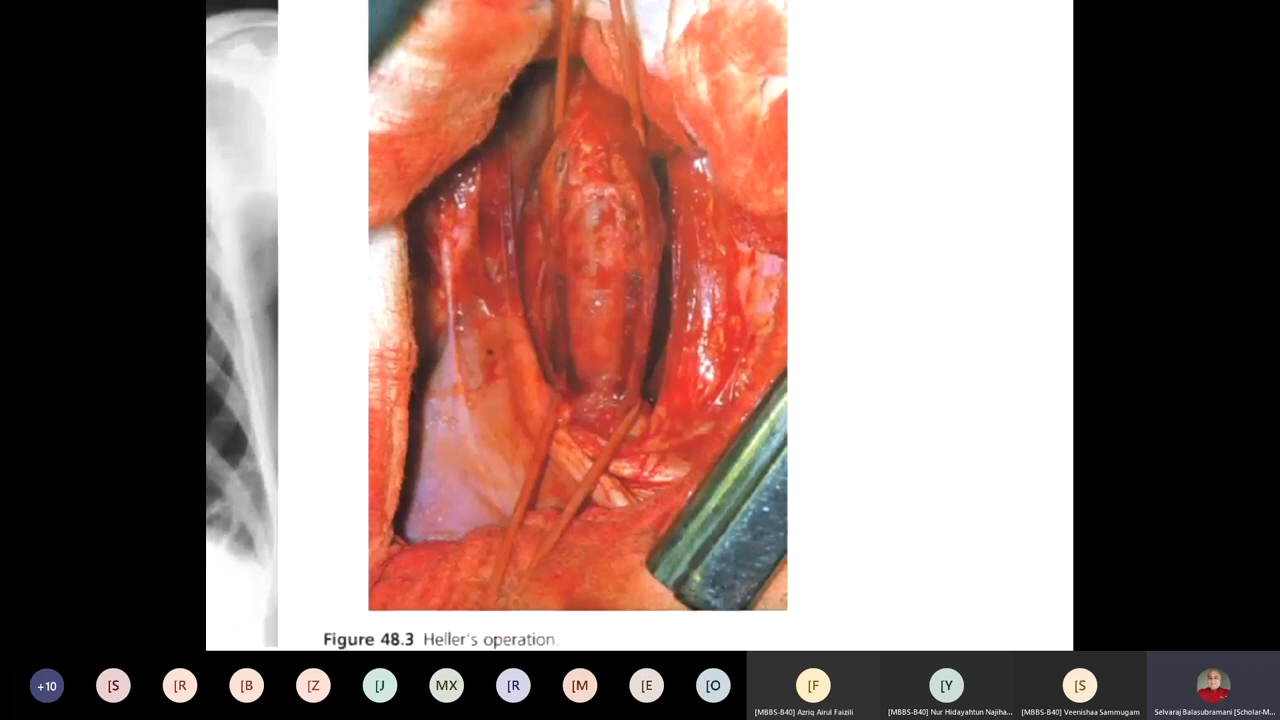 Figure 48.3 Heller's operation.
+10
[S
[R
[B
[Z
[J
MX
[R
[M
[E
[O
[F
[Y
[S
[MBBS-B40] Azriq Airul Faizili
[MBBS-B40] Nur Hidayahtun Najiha...
[MBBS-B40] Veenishaa Sammugam
Selvaraj Balasubramani [Scholar-M...